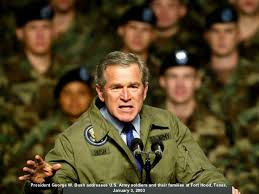 President George W. Bush addresses U.S. Army soldiers and their families at Fort Hood, Texas,
January 3, 2003